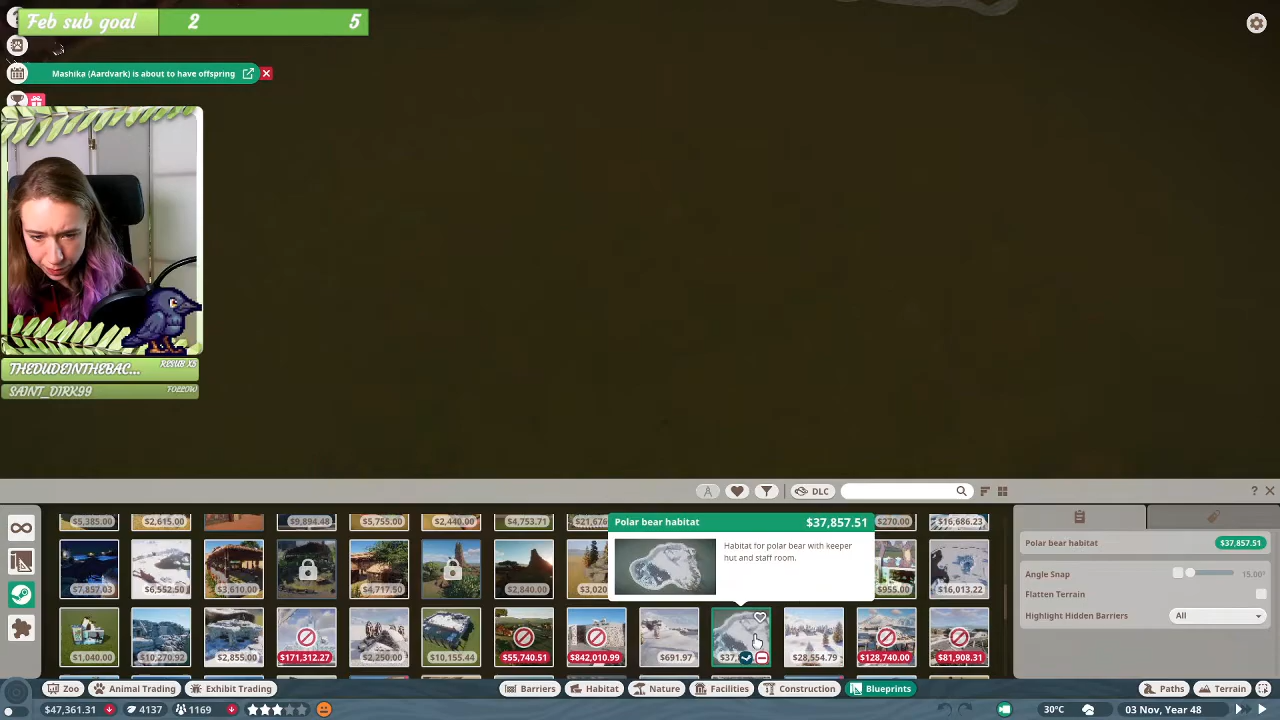 Feb sub goal 2 5
Mashika (Aardvark) is about to have offspring
THEDUDEINTHEBAC... RESUB X3
SAINT_DIRK99 FOLLOW
DLC
$5,385.00 $2,615.00 $9,894.48 $5,755.00 $2,440.00 $4,753.71 $270.00 $16,686.23
Polar bear habitat $37,857.51
Habitat for polar bear with keeper
hut and staff room.
Polar bear habitat $37,857.51
Angle Snap 15.00°
Flatten Terrain
Highlight Hidden Barriers All
$7,857.03 $6,552.50 $3,610.00 $4,717.50 $2,840.00 $955.00 $16,013.22
$1,040.00 $10,270.92 $2,855.00 $171,312.27 $2,250.00 $10,155.44 $55,740.51 $842,010.99 $691.97 $28,554.79 $128,740.00 $81,908.31
Zoo Animal Trading Exhibit Trading Barriers Habitat Nature Facilities Construction Blueprints Paths Terrain
$47,361.31 4137 1169 30°C 03 Nov, Year 48